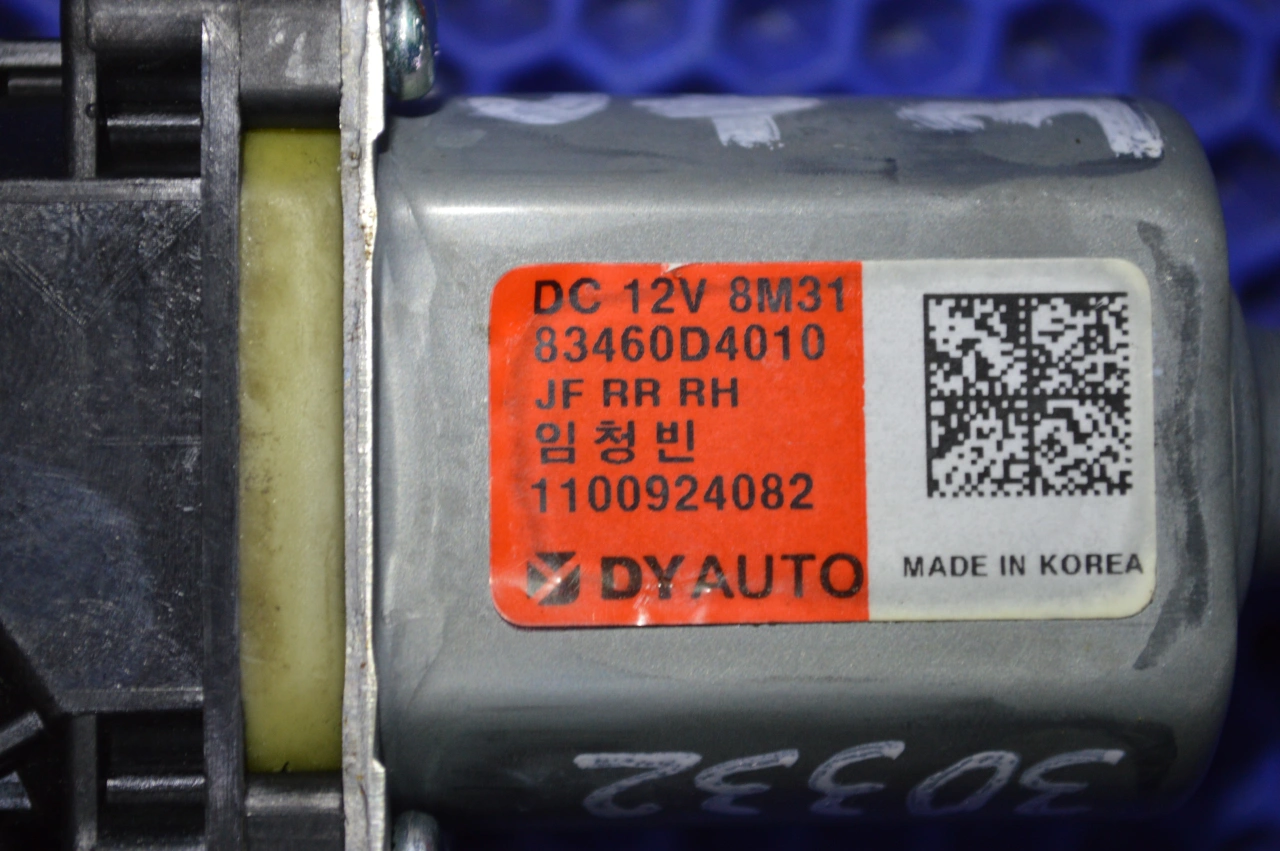 DC 12V 8M31
83460D4010
JF RR RH
임청빈
1100924082
DYAUTO
MADE IN KOREA
30332